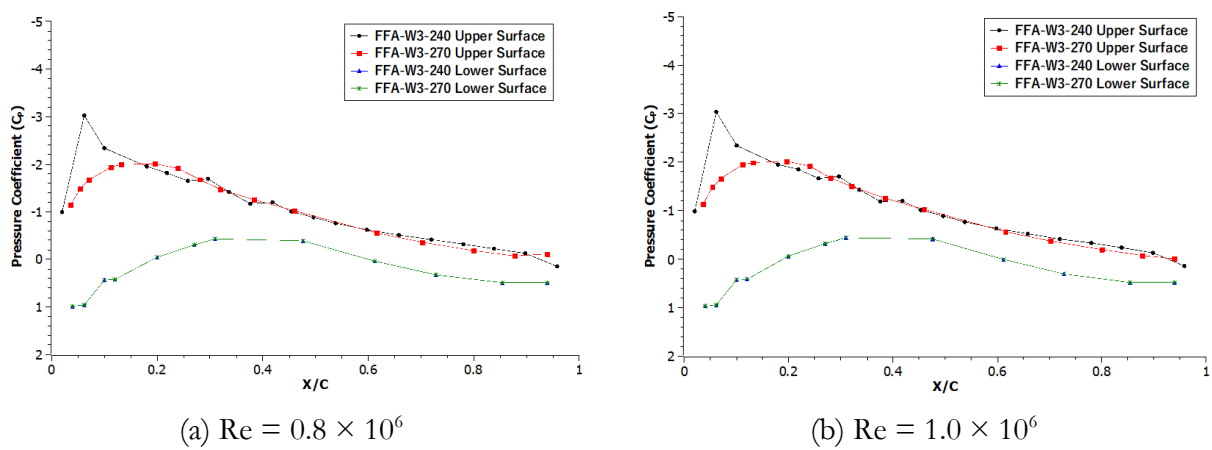 -5
-4
-3
-2
-1
0
1
2
Pressure Coefficient (CP)
0
0.2
0.4
0.6
0.8
1
X/C
FFA-W3-240 Upper Surface
FFA-W3-270 Upper Surface
FFA-W3-240 Lower Surface
FFA-W3-270 Lower Surface
(a) Re = 0.8 × 10⁶
-5
-4
-3
-2
-1
0
1
2
Pressure Coefficient (CP)
0
0.2
0.4
0.6
0.8
1
X/C
FFA-W3-240 Upper Surface
FFA-W3-270 Upper Surface
FFA-W3-240 Lower Surface
FFA-W3-270 Lower Surface
(b) Re = 1.0 × 10⁶